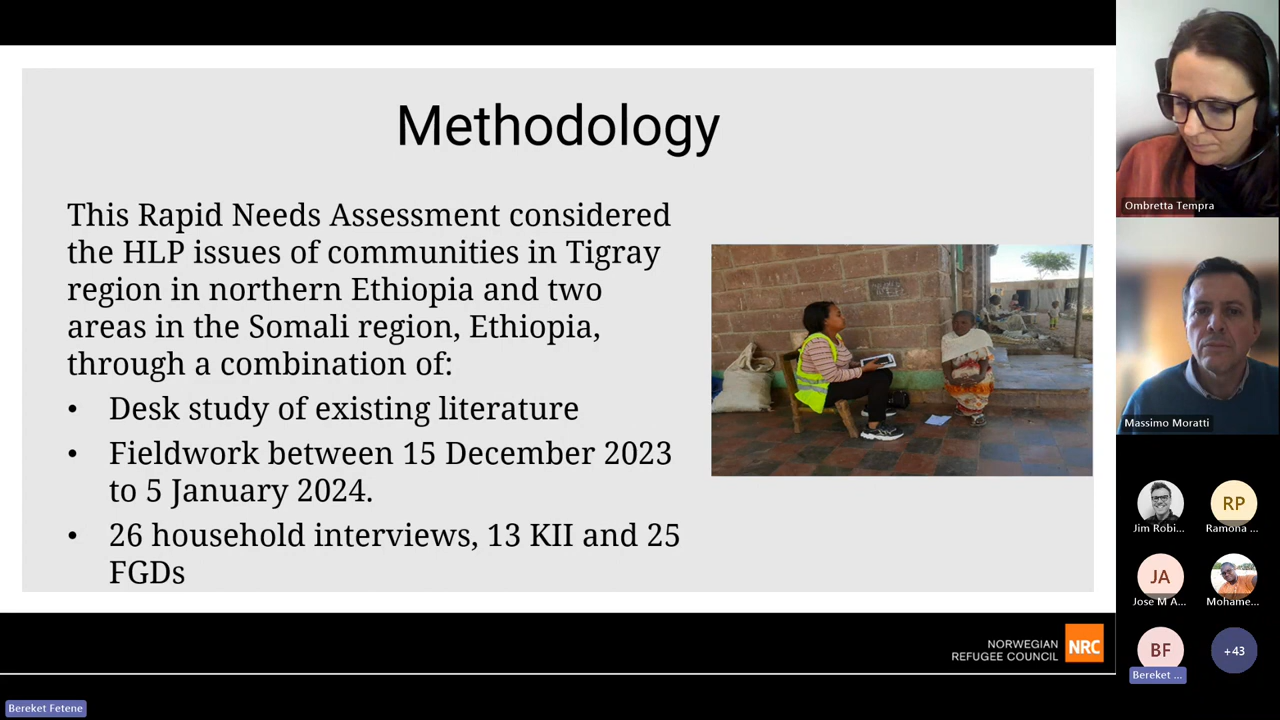 Methodology
This Rapid Needs Assessment considered
the HLP issues of communities in Tigray
region in northern Ethiopia and two
areas in the Somali region, Ethiopia,
through a combination of:
• Desk study of existing literature
• Fieldwork between 15 December 2023
to 5 January 2024.
• 26 household interviews, 13 KII and 25
FGDs
NORWEGIAN
REFUGEE COUNCIL
NRC
Bereket Fetene
Ombretta Tempra
Massimo Moratti
Jim Robi...
RP
Ramona ...
JA
Jose M A...
Mohame...
BF
Bereket ...
+43